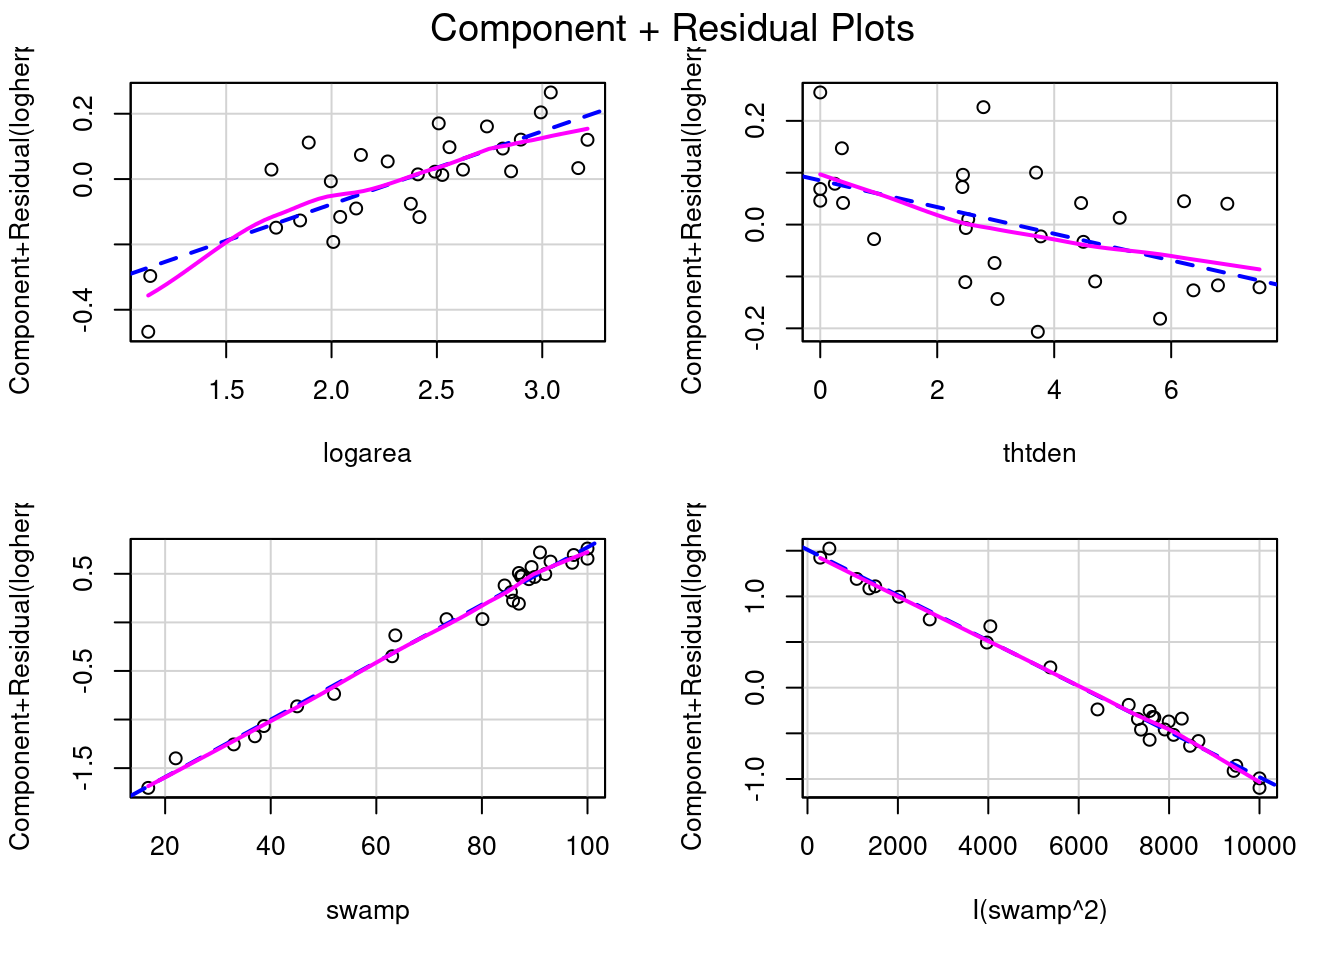 Component + Residual Plots
Component+Residual(logherp
0.2
0.0
-0.4
1.5 2.0 2.5 3.0
logarea
Component+Residual(logherp
0.2
0.0
-0.2
0 2 4 6
thtden
Component+Residual(logherp
0.5
-0.5
-1.5
20 40 60 80 100
swamp
Component+Residual(logherp
1.0
0.0
-1.0
0 2000 4000 6000 8000 10000
I(swamp^2)